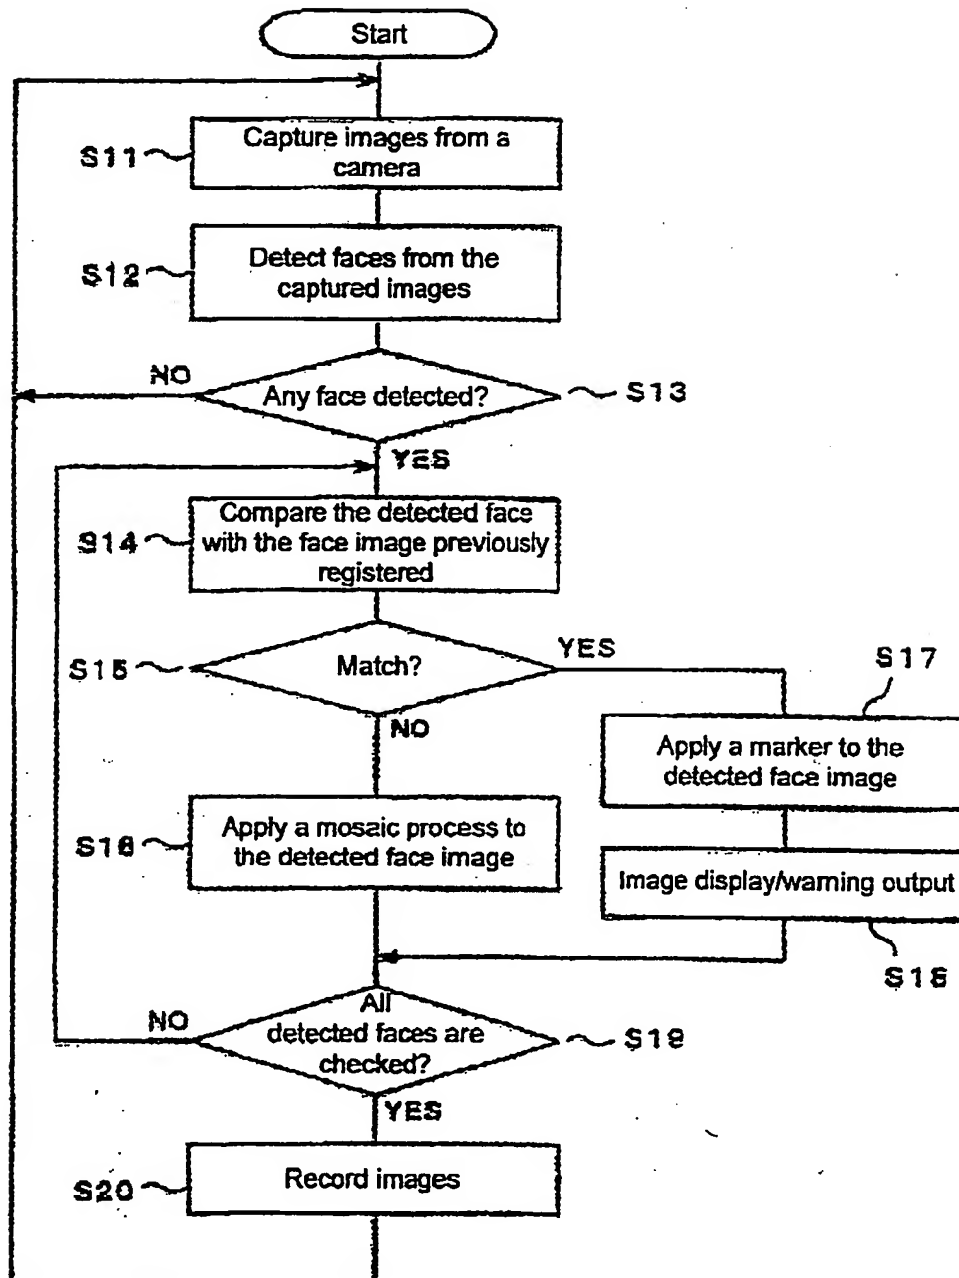 Start
S11
Capture images from a
camera
S12
Detect faces from the
captured images
NO
Any face detected?
S13
YES
S14
Compare the detected face
with the face image previously
registered
S15
Match?
YES
S17
NO
Apply a marker to the
detected face image
S16
Apply a mosaic process to
the detected face image
Image display/warning output
S18
NO
All
detected faces are
checked?
S19
YES
S20
Record images